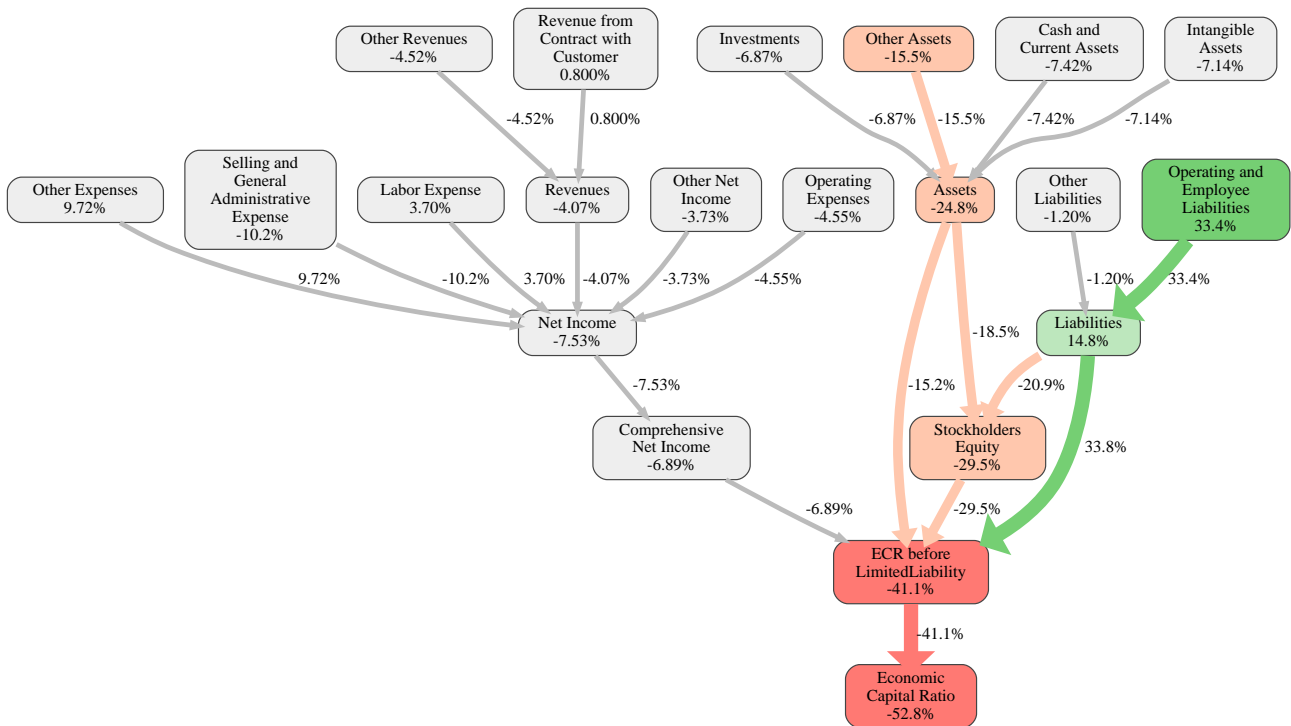 Other Revenues
-4.52%
Revenue from
Contract with
Customer
0.800%
Investments
-6.87%
Other Assets
-15.5%
Cash and
Current Assets
-7.42%
Intangible
Assets
-7.14%
-4.52%
0.800%
-6.87%
-15.5%
-7.42%
-7.14%
Other Expenses
9.72%
Selling and
General
Administrative
Expense
-10.2%
Labor Expense
3.70%
Revenues
-4.07%
Other Net
Income
-3.73%
Operating
Expenses
-4.55%
Assets
-24.8%
Other
Liabilities
-1.20%
Operating and
Employee
Liabilities
33.4%
9.72%
-10.2%
3.70%
-4.07%
-3.73%
-4.55%
-1.20%
33.4%
Net Income
-7.53%
Liabilities
14.8%
-18.5%
-7.53%
-15.2%
-20.9%
Comprehensive
Net Income
-6.89%
Stockholders
Equity
-29.5%
33.8%
-6.89%
-29.5%
ECR before
LimitedLiability
-41.1%
-41.1%
Economic
Capital Ratio
-52.8%